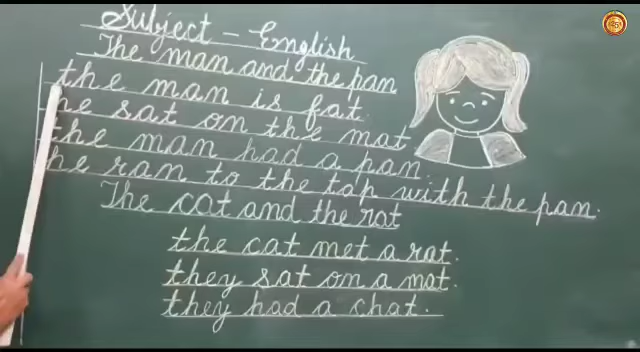 Subject - English
The man and the pan
the man is fat.
he sat on the mat
the man had a pan.
he ran to the tap with the pan.
The cat and the rat
the cat met a rat.
they sat on a mat.
they had a chat.